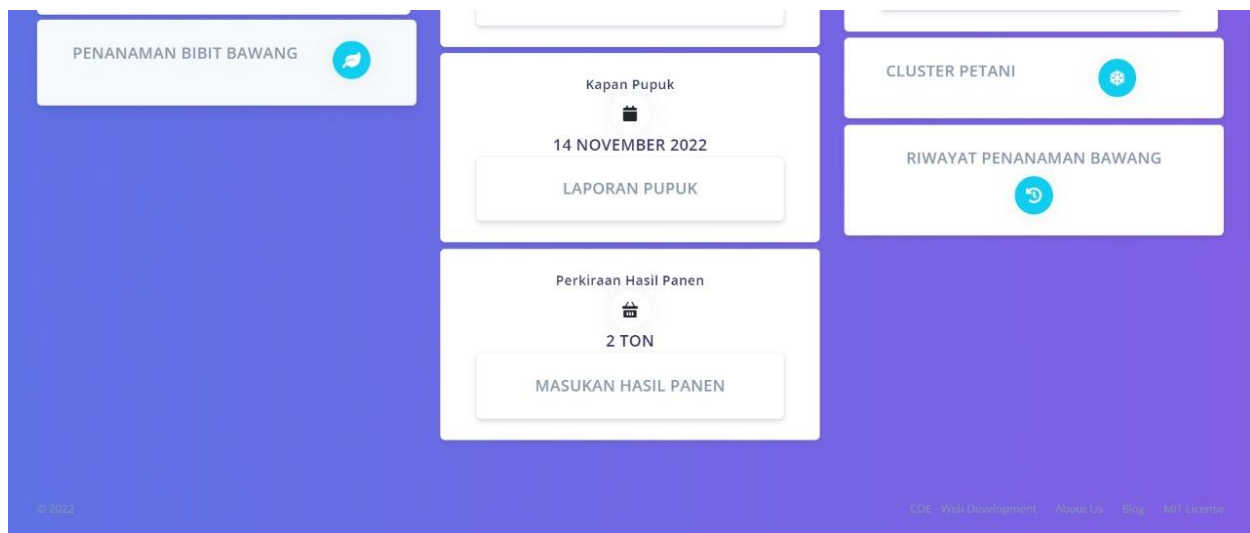 PENANAMAN BIBIT BAWANG
Kapan Pupuk
14 NOVEMBER 2022
LAPORAN PUPUK
Perkiraan Hasil Panen
2 TON
MASUKAN HASIL PANEN
CLUSTER PETANI
RIWAYAT PENANAMAN BAWANG
© 2022
CDE - Web Development About Us Blog MIT License